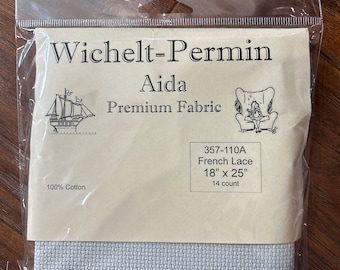 Wichelt-Permin
Aida
Premium Fabric
357-110A
French Lace
18" x 25"
14 count
100% Cotton